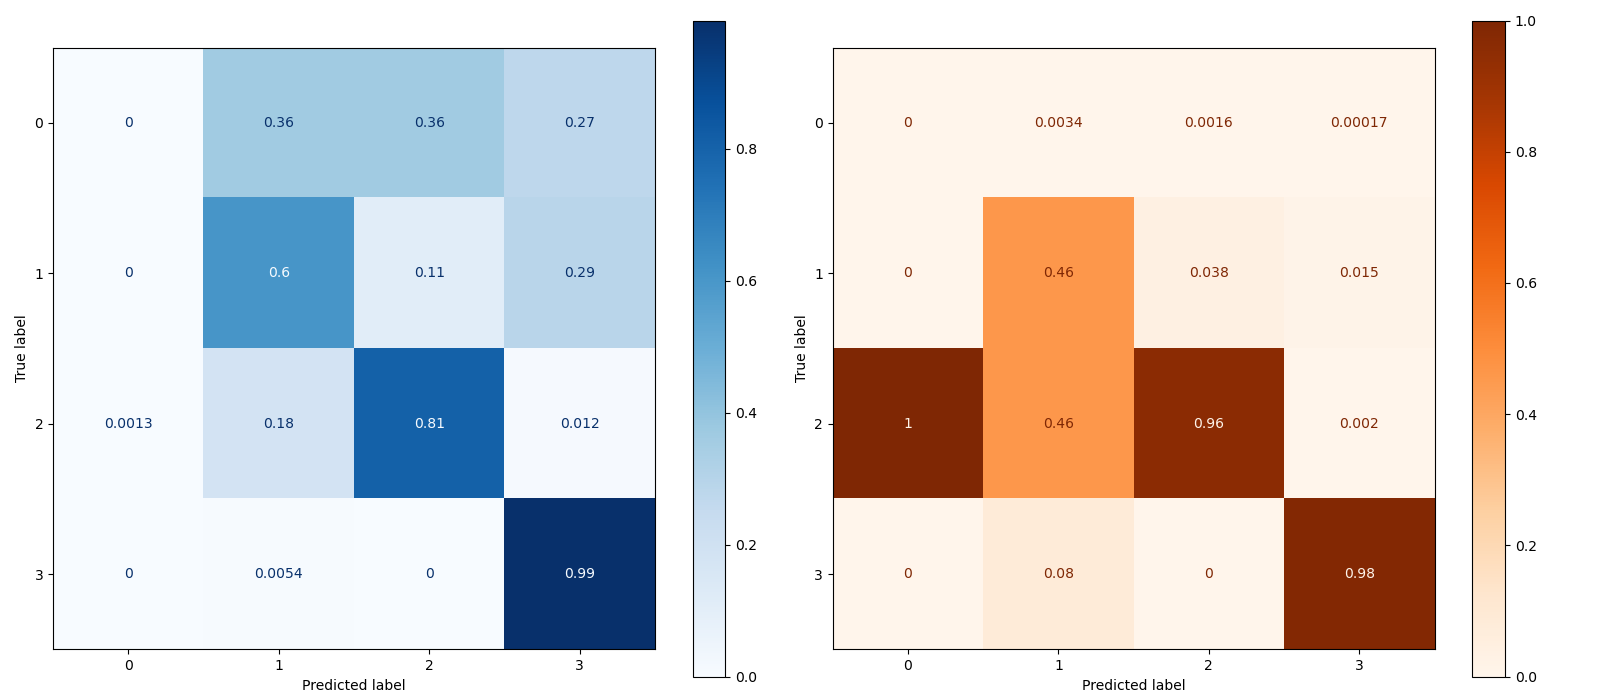 0 0 0.36 0.36 0.27
1 0 0.6 0.11 0.29
2 0.0013 0.18 0.81 0.012
3 0 0.0054 0 0.99
0 1 2 3
Predicted label
True label
0.8
0.6
0.4
0.2
0.0
0 0 0.0034 0.0016 0.00017
1 0 0.46 0.038 0.015
2 1 0.46 0.96 0.002
3 0 0.08 0 0.98
0 1 2 3
Predicted label
True label
1.0
0.8
0.6
0.4
0.2
0.0